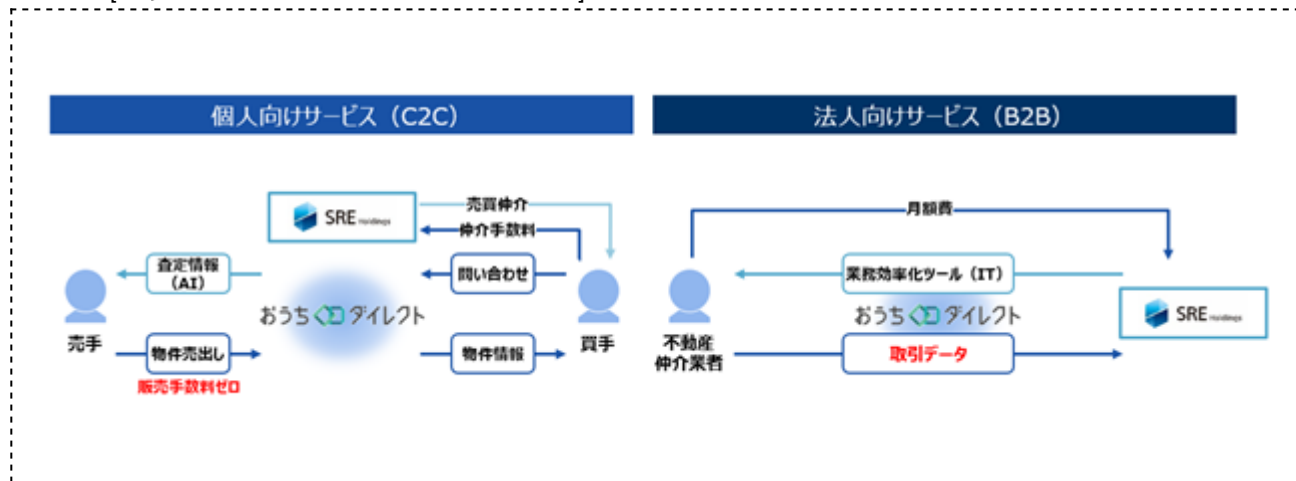 個人向けサービス（C2C）
SRE Holdings
売買仲介
仲介手数料
査定情報
（AI）
問い合わせ
おうちダイレクト
売手
買手
物件売出し
物件情報
販売手数料ゼロ
法人向けサービス（B2B）
月額費
業務効率化ツール（IT）
おうちダイレクト
SRE Holdings
不動産
仲介業者
取引データ